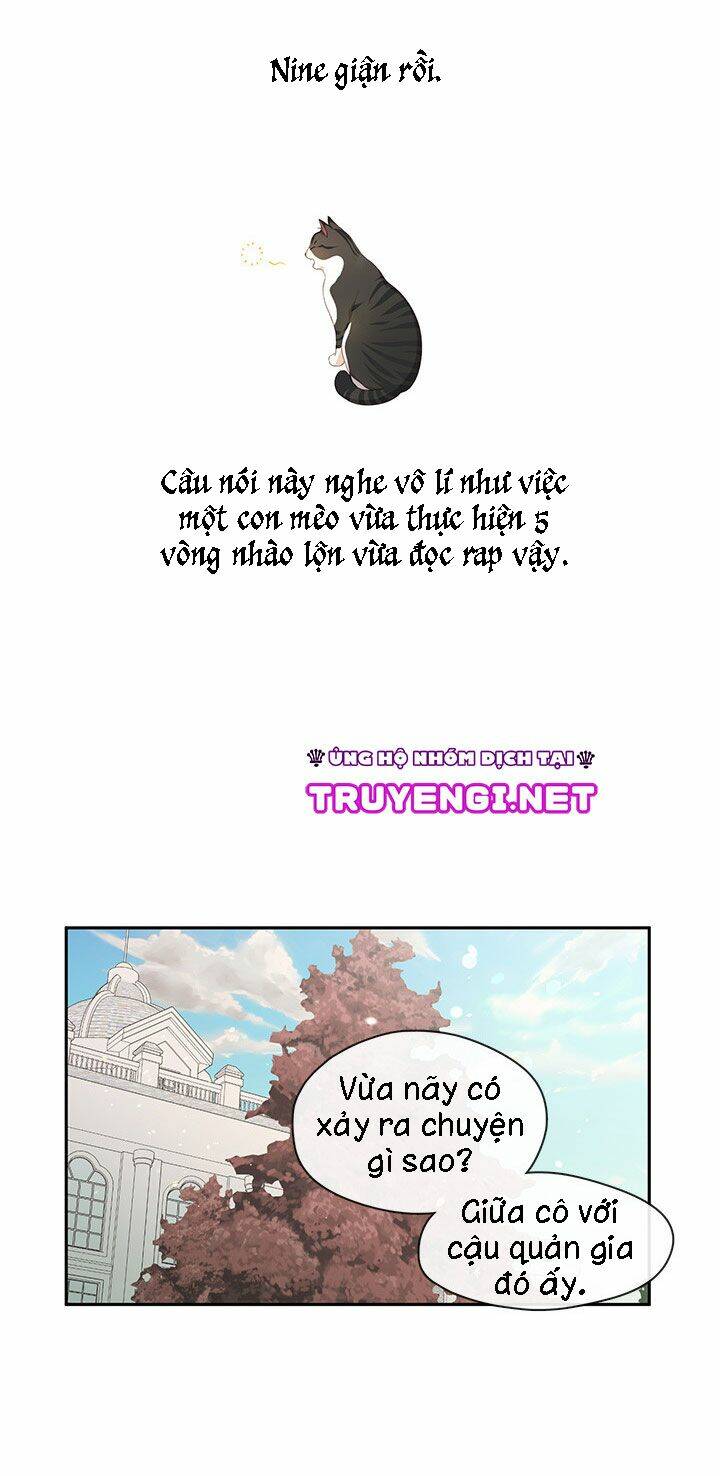 Nine giận rồi.
Câu nói này nghe vô lí như việc
một con mèo vừa thực hiện 5
vòng nhào lộn vừa đọc rap vậy.
ỦNG HỘ NHÓM DỊCH TẠI
TRUYENGI.NET
Vừa nãy có
xảy ra chuyện
gì sao?
Giữa cô với
cậu quản gia
đó ấy.